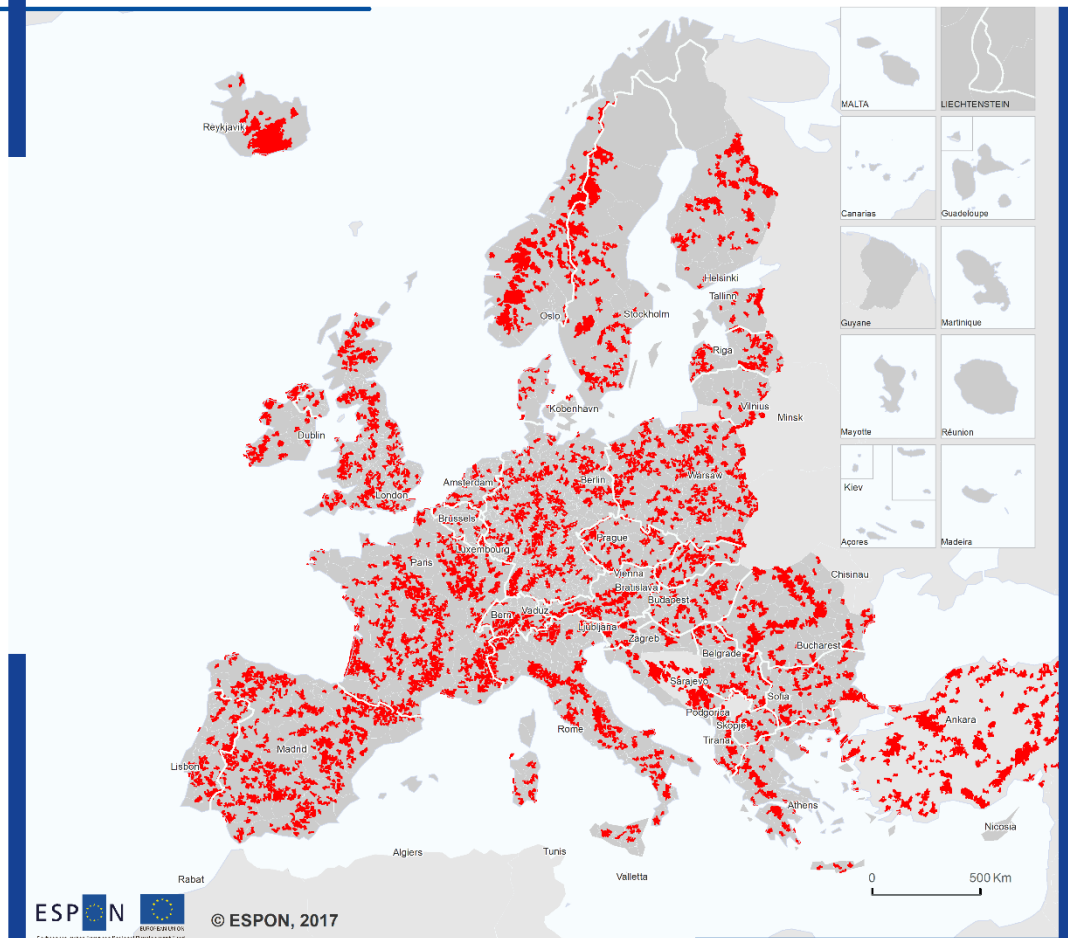 MALTA
LIECHTENSTEIN
Reykjavik
Canarias
Guadeloupe
Helsinki
Tallinn
Oslo
Stockholm
Guyane
Martinique
Riga
Vilnius
Minsk
København
Mayotte
Réunion
Dublin
Amsterdam
Berlin
Warsaw
London
Brussels
Kiev
Açores
Madeira
Prague
Luxembourg
Paris
Vienna
Bratislava
Budapest
Chisinau
Bern
Vaduz
Ljubljana
Zagreb
Belgrade
Bucharest
Sarajevo
Sofia
Podgorica
Skopje
Ankara
Rome
Tirana
Madrid
Lisbon
Athens
Nicosia
Algiers
Tunis
Valletta
Rabat
0 500 Km
ESPON
EUROPEAN UNION
© ESPON, 2017